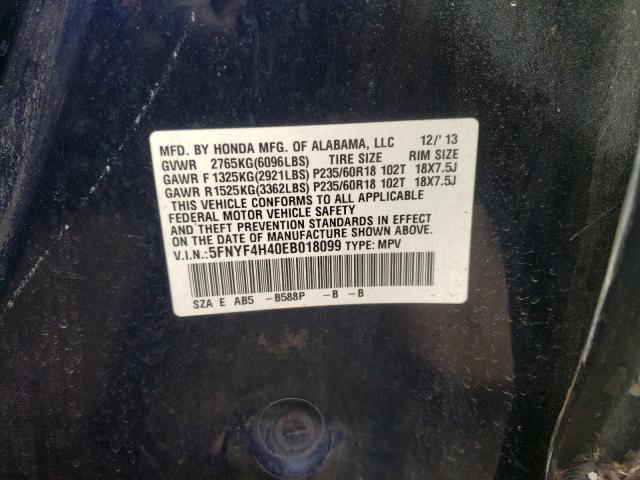 MFD. BY HONDA MFG. OF ALABAMA, LLC 12/'13
GVWR 2765KG(6096LBS) TIRE SIZE RIM SIZE
GAWR F 1325KG(2921LBS) P235/60R18 102T 18X7.5J
GAWR R1525KG(3362LBS) P235/60R18 102T 18X7.5J
THIS VEHICLE CONFORMS TO ALL APPLICABLE
FEDERAL MOTOR VEHICLE SAFETY
AND THEFT PREVENTION STANDARDS IN EFFECT
ON THE DATE OF MANUFACTURE SHOWN ABOVE.
V.I.N.:5FNYF4H40EB018099 TYPE: MPV
SZA E AB5 -B588P -B -B